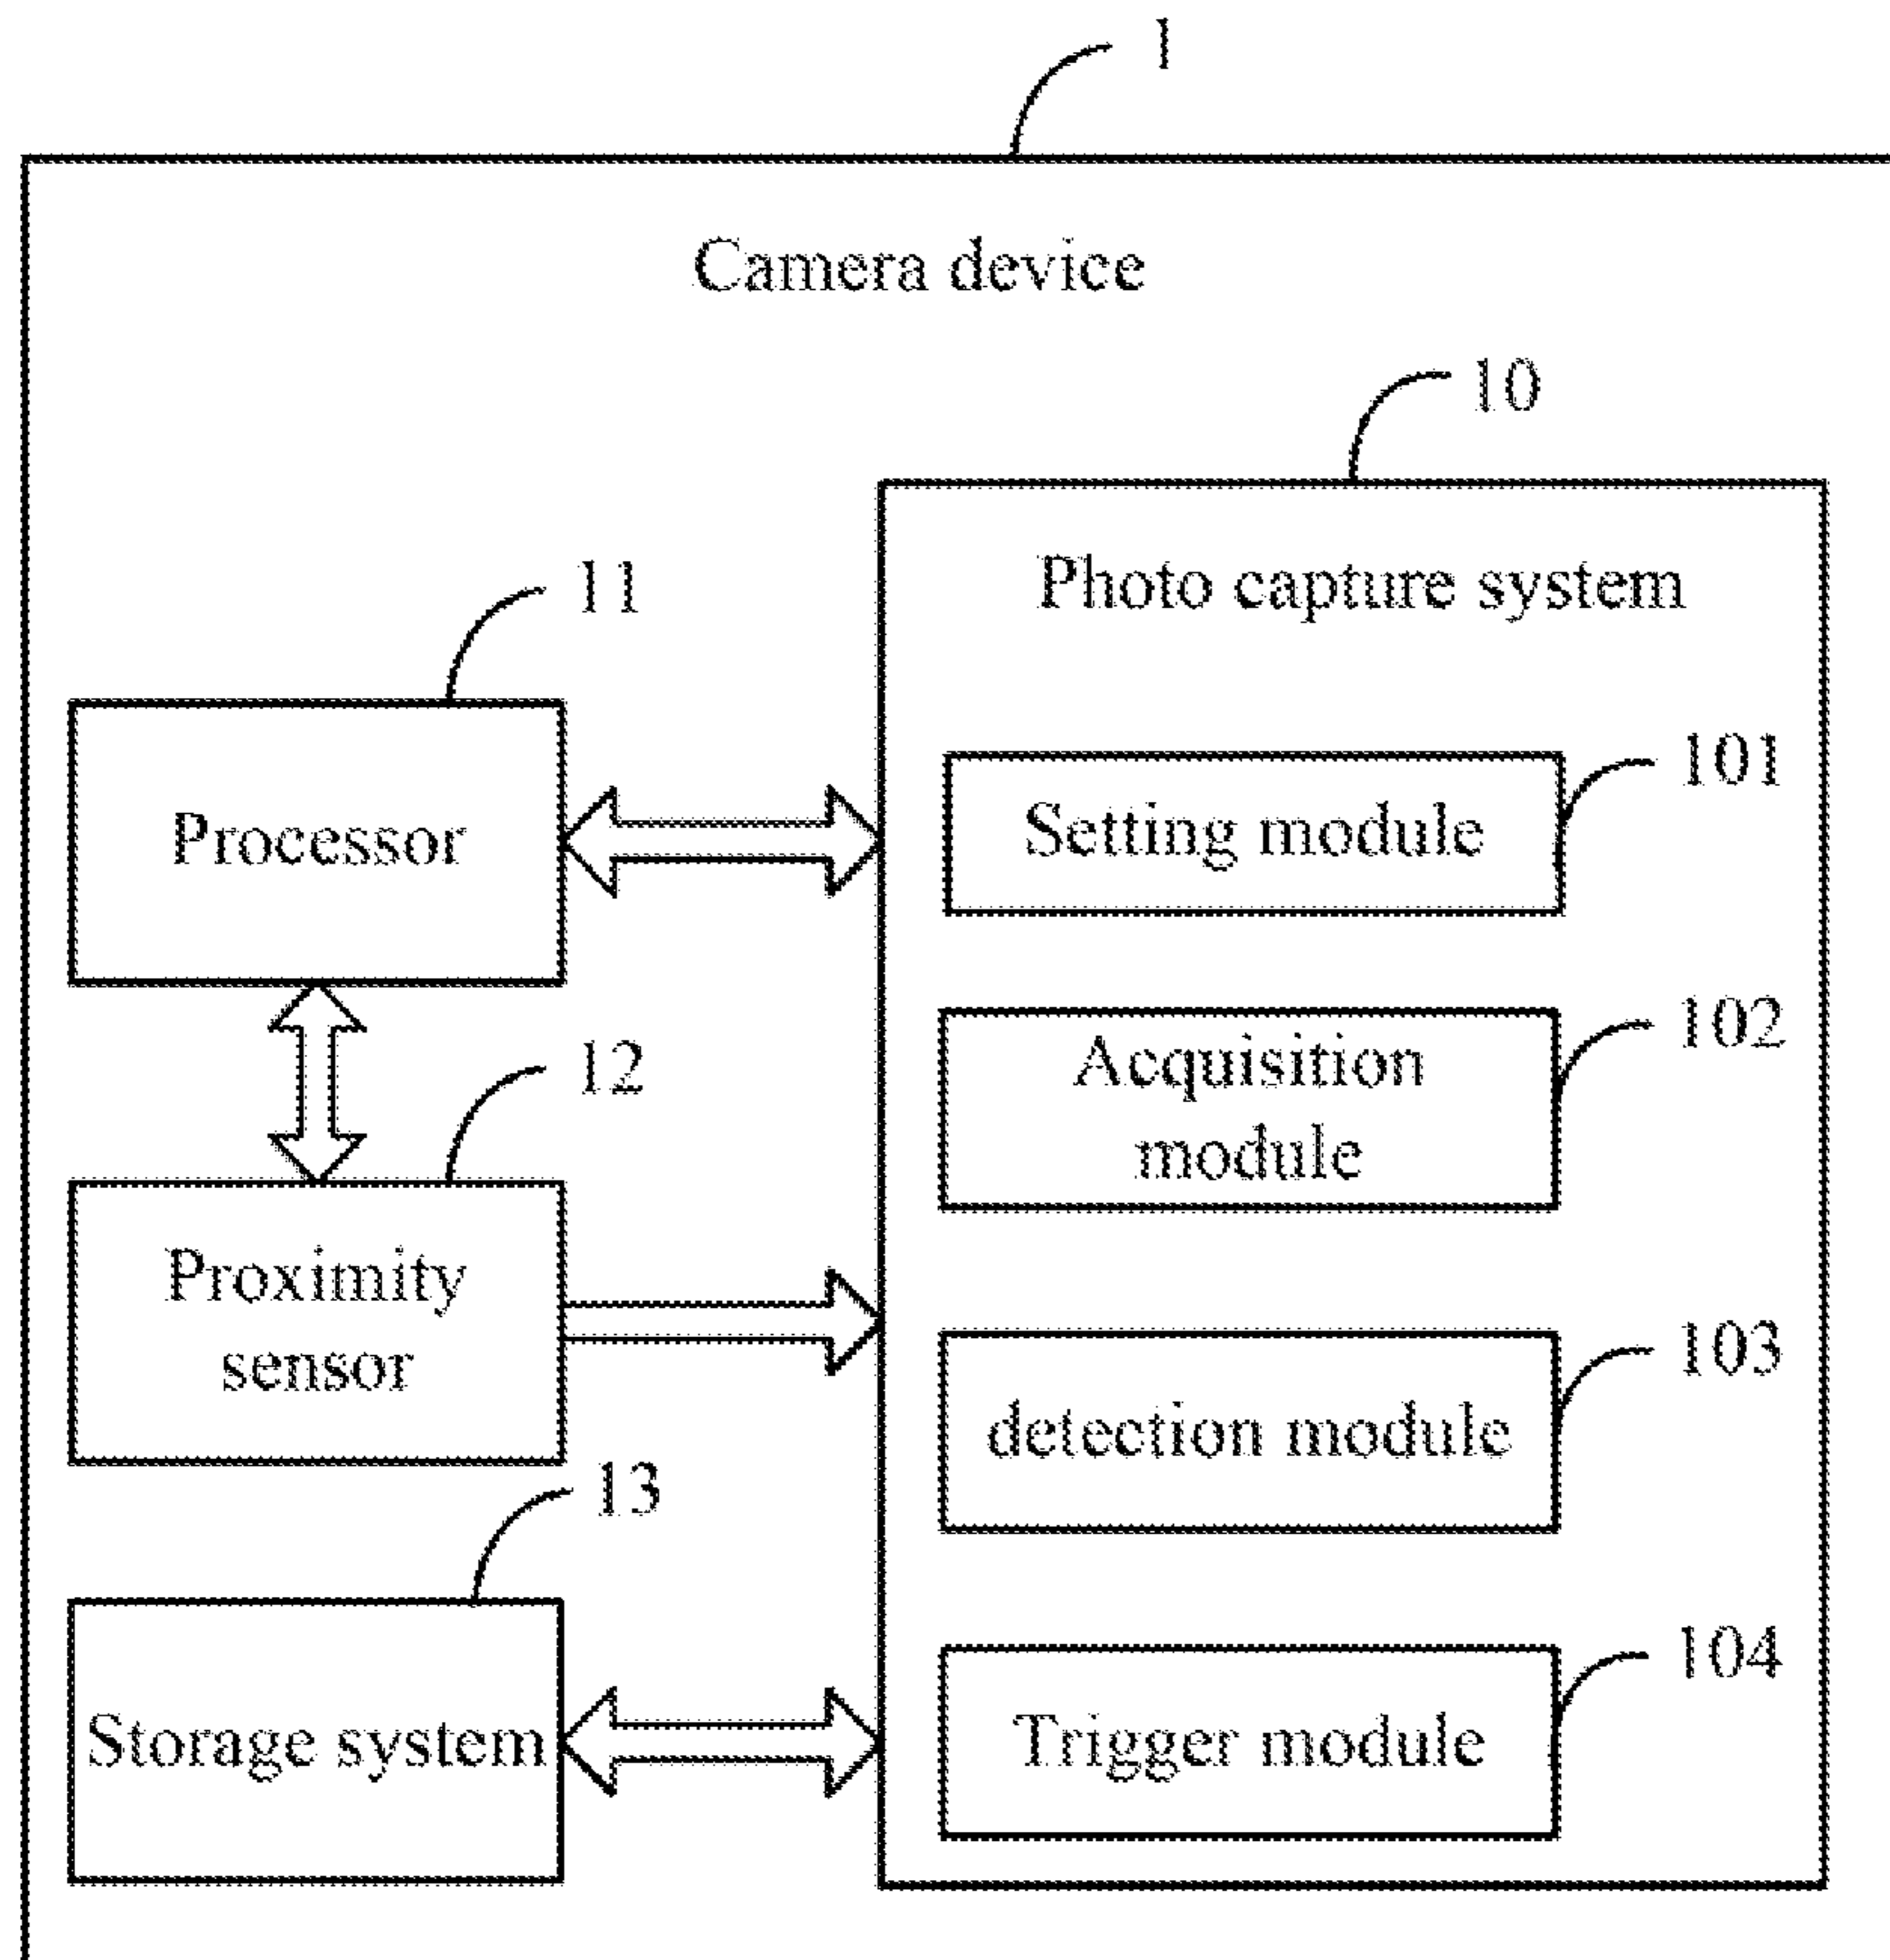 1
Camera device
10
Photo capture system
11
Processor
101
Setting module
12
102
Acquisition
module
Proximity
sensor
103
detection module
13
Storage system
104
Trigger module